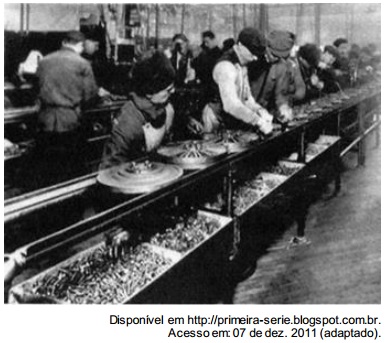 Disponível em http://primeira-serie.blogspot.com.br.
Acesso em: 07 de dez. 2011 (adaptado).